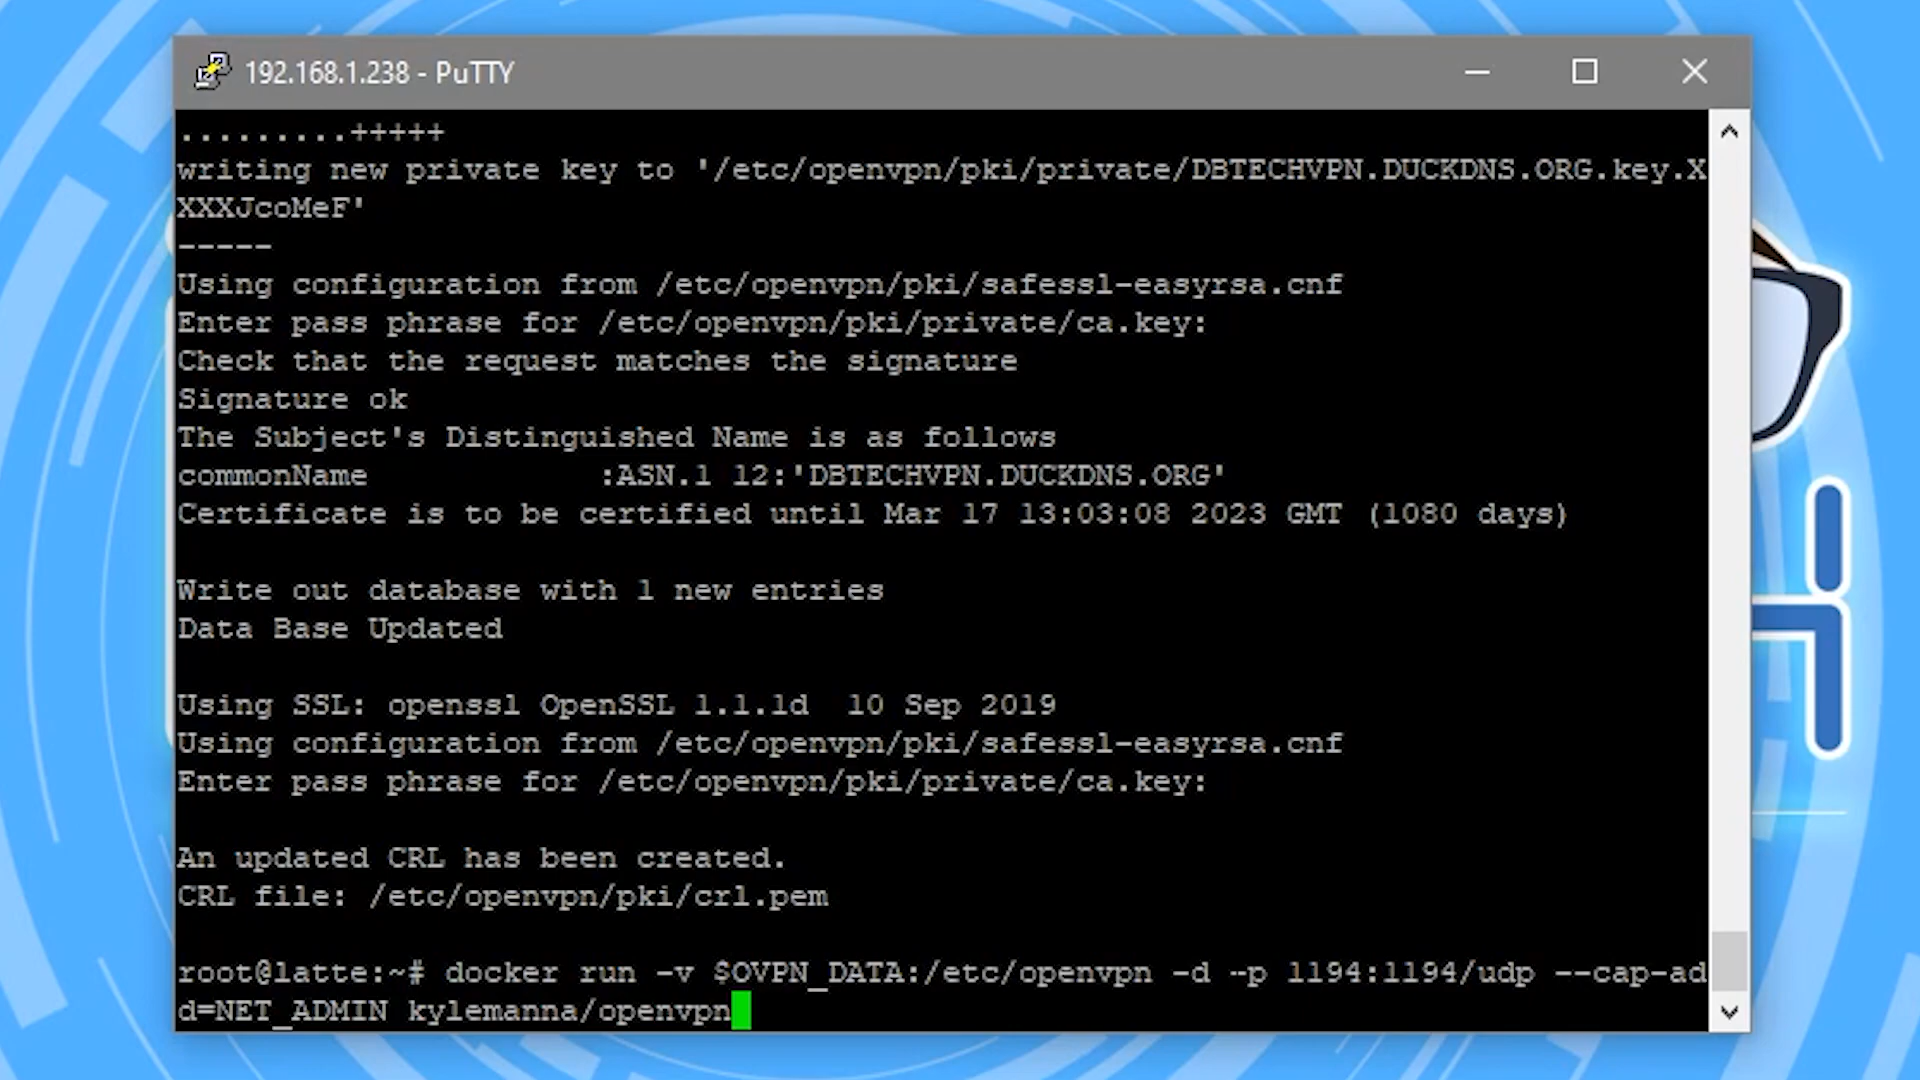 192.168.1.238 - PuTTY
.........+++++
writing new private key to '/etc/openvpn/pki/private/DBTECHVPN.DUCKDNS.ORG.key.X
XXXJcoMeF'
-----
Using configuration from /etc/openvpn/pki/safessl-easyrsa.cnf
Enter pass phrase for /etc/openvpn/pki/private/ca.key:
Check that the request matches the signature
Signature ok
The Subject's Distinguished Name is as follows
commonName            :ASN.1 12:'DBTECHVPN.DUCKDNS.ORG'
Certificate is to be certified until Mar 17 13:03:08 2023 GMT (1080 days)
Write out database with 1 new entries
Data Base Updated
Using SSL: openssl OpenSSL 1.1.1d  10 Sep 2019
Using configuration from /etc/openvpn/pki/safessl-easyrsa.cnf
Enter pass phrase for /etc/openvpn/pki/private/ca.key:
An updated CRL has been created.
CRL file: /etc/openvpn/pki/crl.pem
root@latte:~# docker run -v $OVPN_DATA:/etc/openvpn -d -p 1194:1194/udp --cap-ad
d=NET_ADMIN kylemanna/openvpn